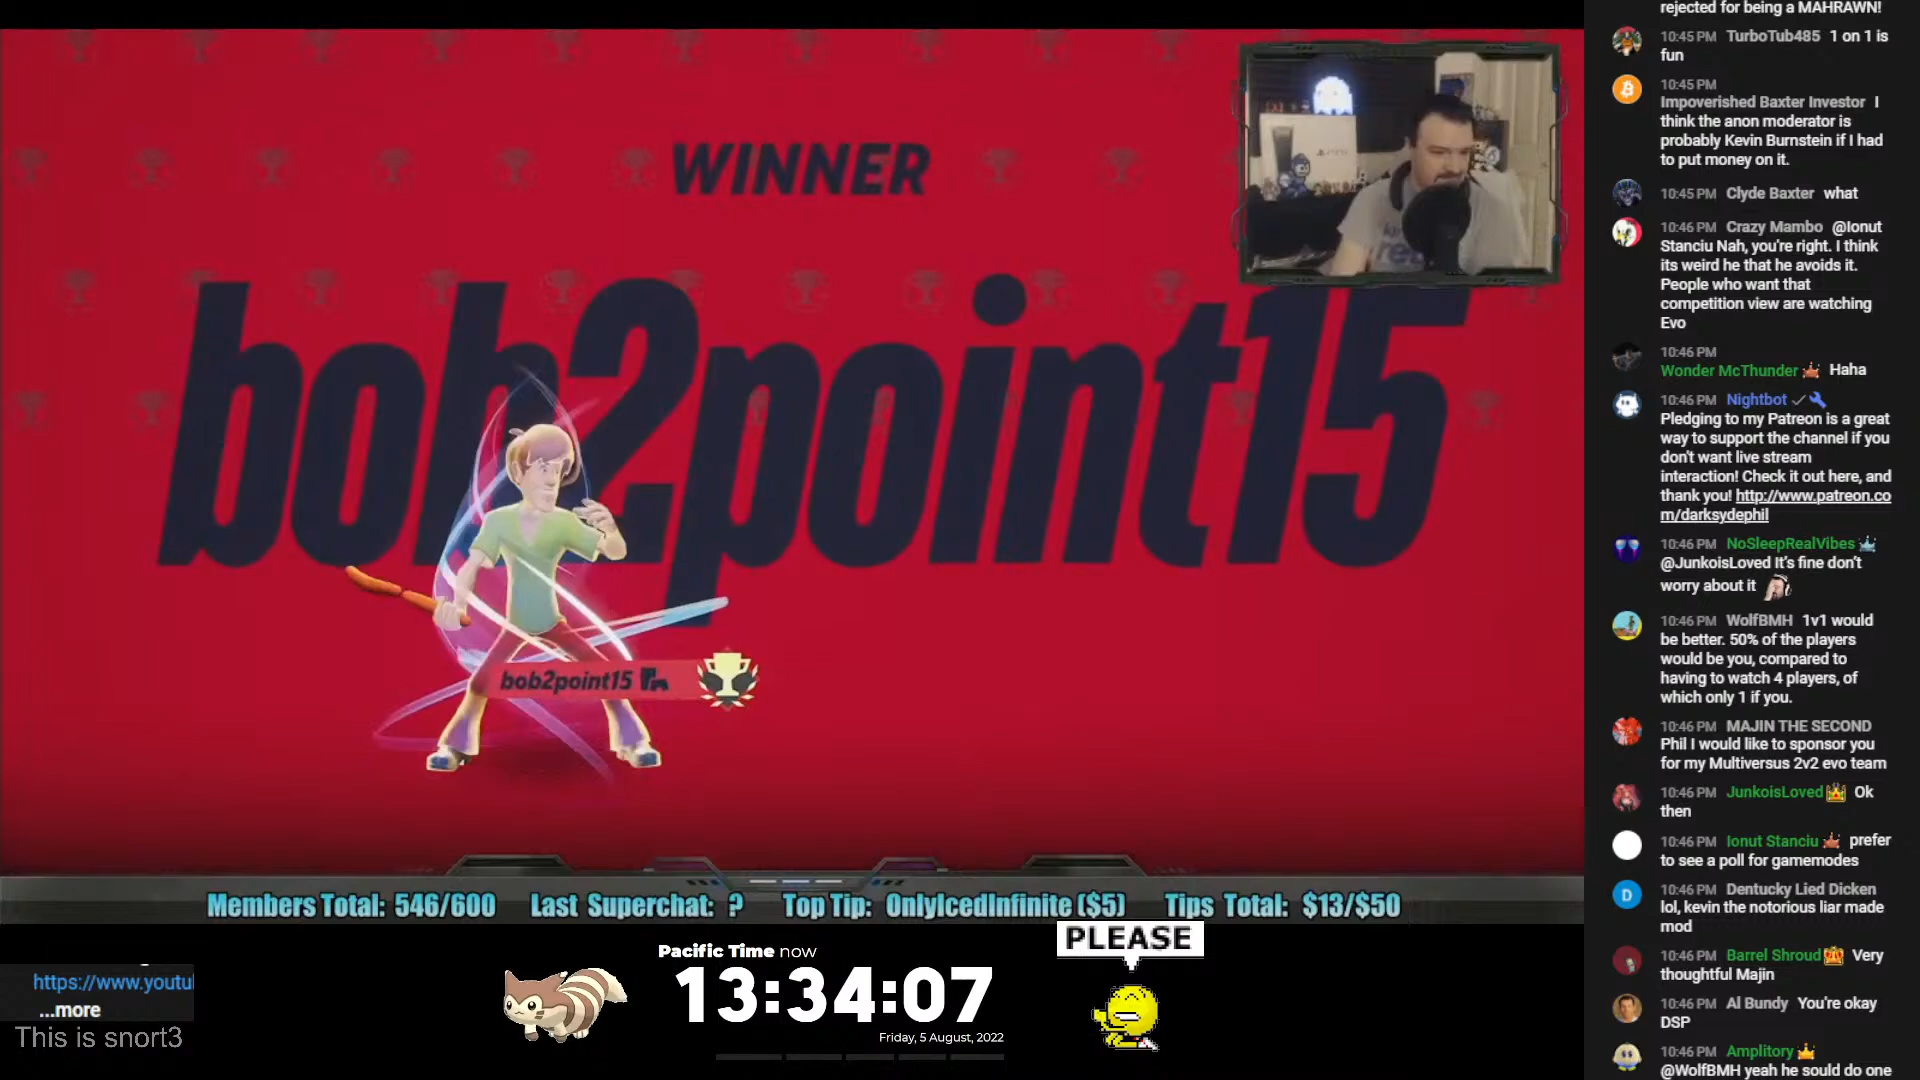 WINNER
bob2point15
bob2point15
Members Total: 546/600 Last Superchat: ? Top Tip: OnlyIcedInfinite ($5) Tips Total: $13/$50
PLEASE
Pacific Time now
13:34:07
Friday, 5 August, 2022
https://www.youtu
...more
This is snort3
rejected for being a MAHRAWN!
10:45 PM TurboTub485 1 on 1 is
fun
10:45 PM
Impoverished Baxter Investor I
think the anon moderator is
probably Kevin Burnstein if I had
to put money on it.
10:45 PM Clyde Baxter what
10:46 PM Crazy Mambo @Ionut
Stanciu Nah, you're right. I think
its weird he that he avoids it.
People who want that
competition view are watching
Evo
10:46 PM
Wonder McThunder Haha
10:46 PM Nightbot
Pledging to my Patreon is a great
way to support the channel if you
don't want live stream
interaction! Check it out here, and
thank you! http://www.patreon.co
m/darksydephil
10:46 PM NoSleepRealVibes
@JunkoisLoved It's fine don't
worry about it
10:46 PM WolfBMH 1v1 would
be better. 50% of the players
would be you, compared to
having to watch 4 players, of
which only 1 if you.
10:46 PM MAJIN THE SECOND
Phil I would like to sponsor you
for my Multiversus 2v2 evo team
10:46 PM JunkoisLoved Ok
then
10:46 PM Ionut Stanciu prefer
to see a poll for gamemodes
D
10:46 PM Dentucky Lied Dicken
lol, kevin the notorious liar made
mod
10:46 PM Barrel Shroud Very
thoughtful Majin
10:46 PM Al Bundy You're okay
DSP
10:46 PM Amplitory
@WolfBMH yeah he sould do one